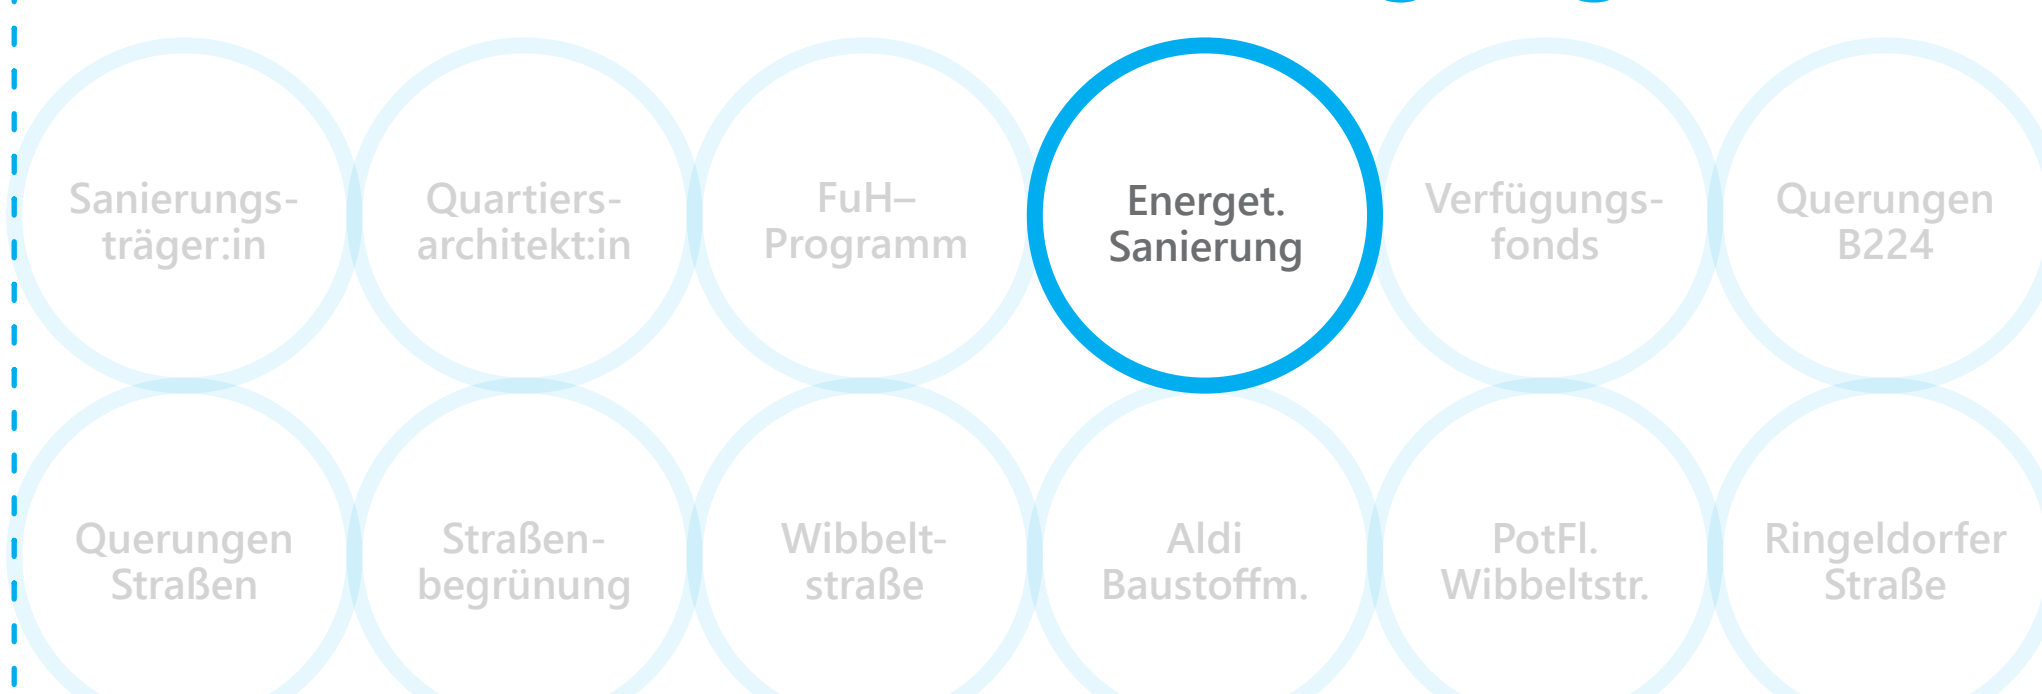 Sanierungs-
träger:in
Quartiers-
architekt:in
FuH–
Programm
Energet.
Sanierung
Verfügungs-
fonds
Querungen
B224
Querungen
Straßen
Straßen-
begrünung
Wibbelt-
straße
Aldi
Baustoffm.
PotFl.
Wibbeltstr.
Ringeldorfer
Straße